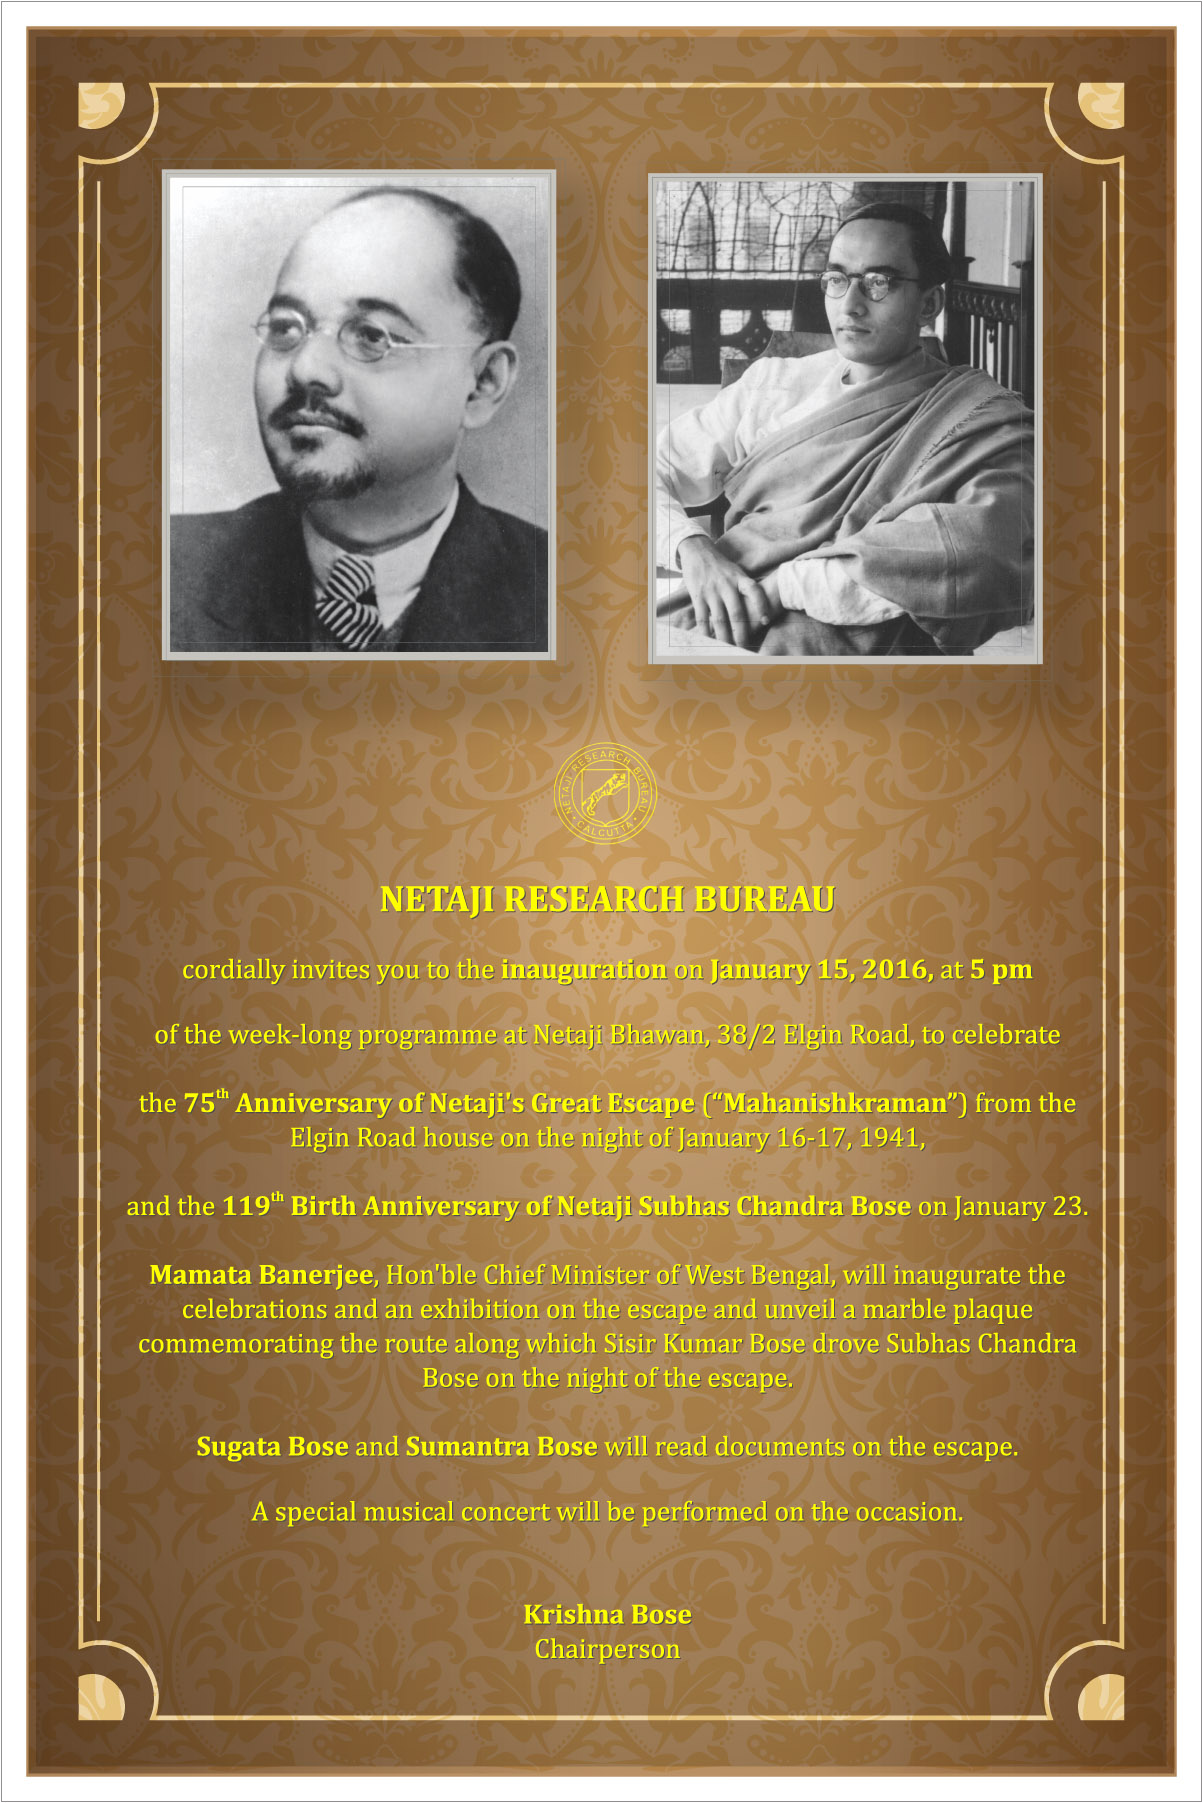 NETAJI RESEARCH BUREAU
• CALCUTTA •
NETAJI RESEARCH BUREAU
cordially invites you to the inauguration on January 15, 2016, at 5 pm
of the week-long programme at Netaji Bhawan, 38/2 Elgin Road, to celebrate
the 75th Anniversary of Netaji's Great Escape (“Mahanishkraman”) from the
Elgin Road house on the night of January 16-17, 1941,
and the 119th Birth Anniversary of Netaji Subhas Chandra Bose on January 23.
Mamata Banerjee, Hon'ble Chief Minister of West Bengal, will inaugurate the
celebrations and an exhibition on the escape and unveil a marble plaque
commemorating the route along which Sisir Kumar Bose drove Subhas Chandra
Bose on the night of the escape.
Sugata Bose and Sumantra Bose will read documents on the escape.
A special musical concert will be performed on the occasion.
Krishna Bose
Chairperson